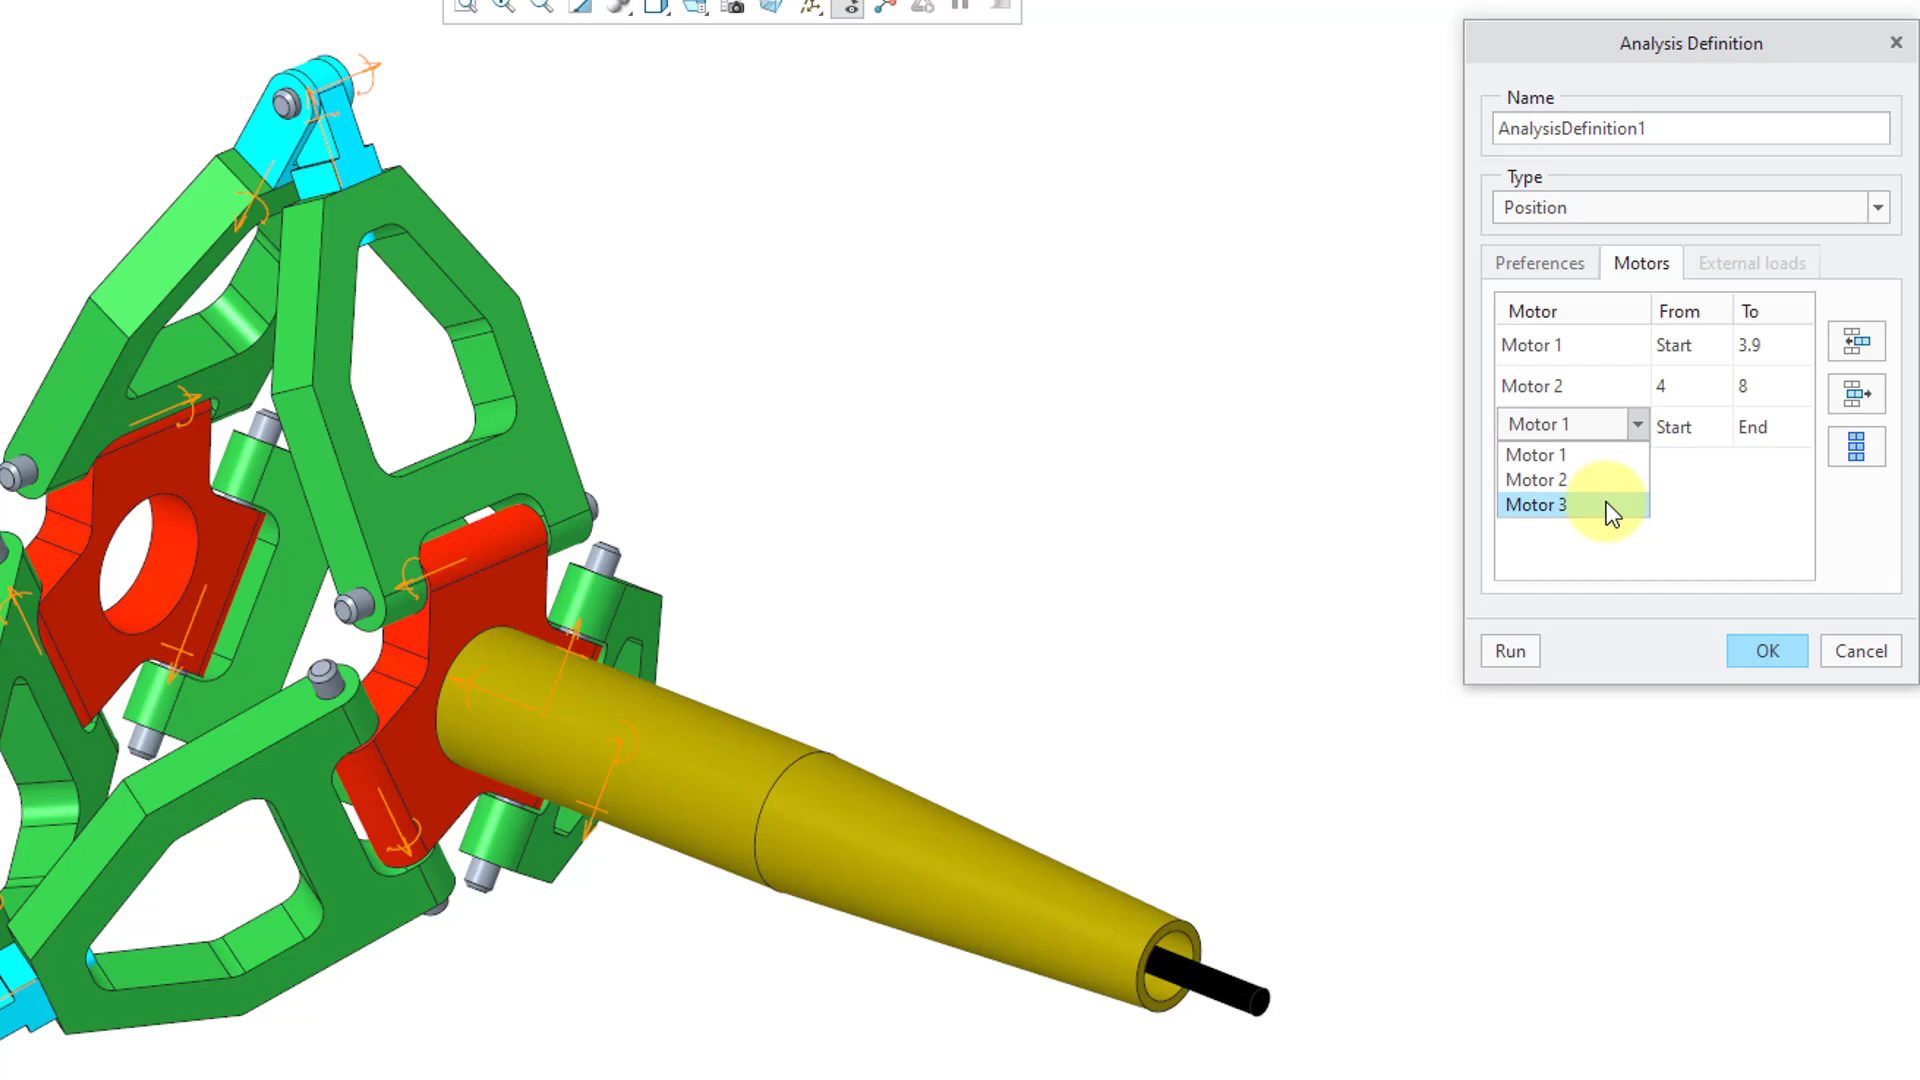 Analysis Definition
Name
AnalysisDefinition1
Type
Position
Preferences Motors External loads
Motor From To
Motor 1 Start 3.9
Motor 2 4 8
Motor 1 Start End
Motor 1
Motor 2
Motor 3
Run OK Cancel